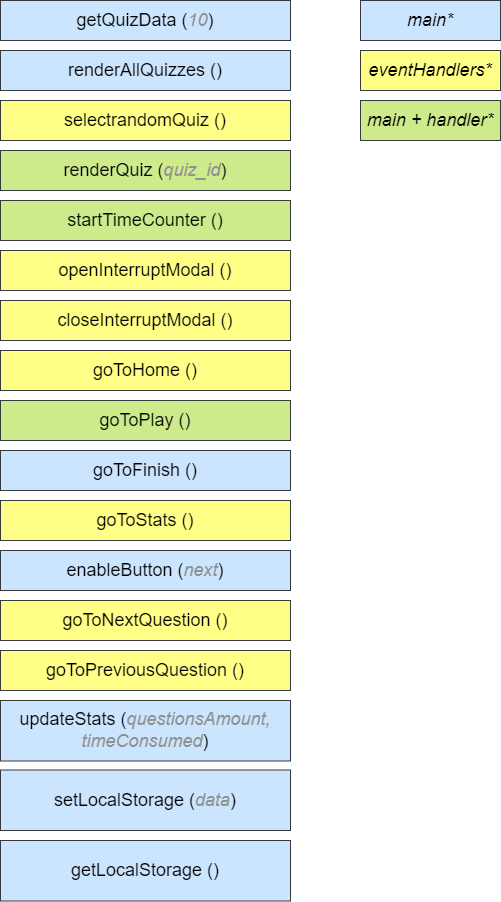 getQuizData (10)
renderAllQuizzes ()
selectrandomQuiz ()
renderQuiz (quiz_id)
startTimeCounter ()
openInterruptModal ()
closeInterruptModal ()
goToHome ()
goToPlay ()
goToFinish ()
goToStats ()
enableButton (next)
goToNextQuestion ()
goToPreviousQuestion ()
updateStats (questionsAmount,
timeConsumed)
setLocalStorage (data)
getLocalStorage ()
main*
eventHandlers*
main + handler*